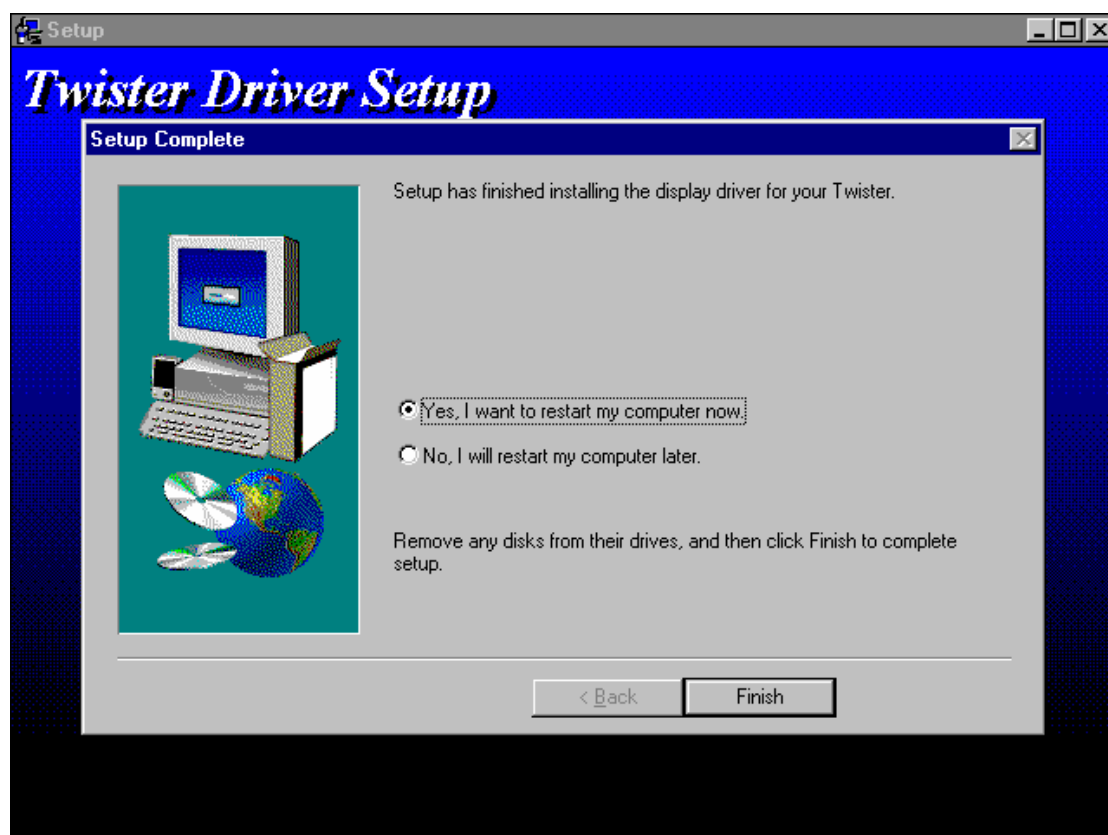 Setup
Twister Driver Setup
Setup Complete
Setup has finished installing the display driver for your Twister.
Yes, I want to restart my computer now.
No, I will restart my computer later.
Remove any disks from their drives, and then click Finish to complete
setup.
< Back
Finish